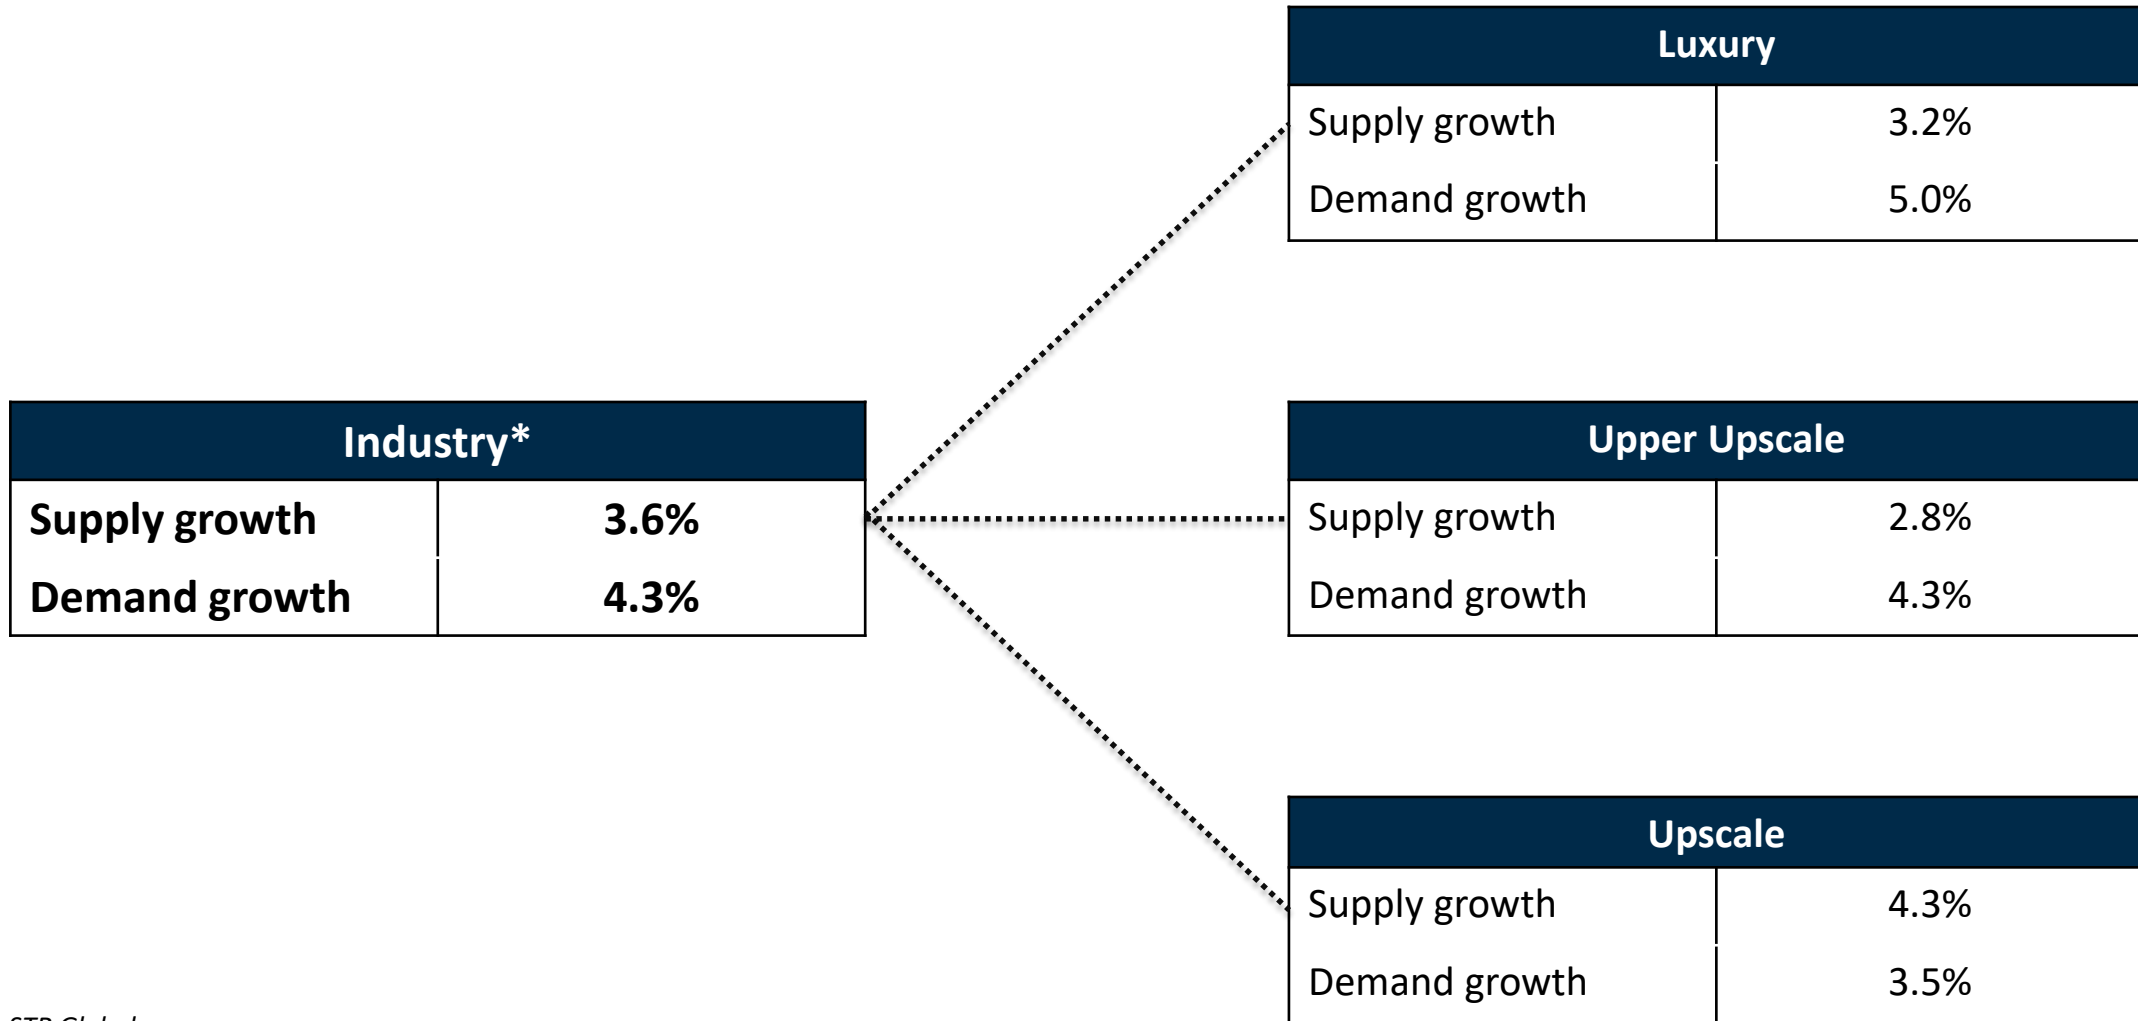 Luxury
Supply growth 3.2%
Demand growth 5.0%
Industry*
Supply growth 3.6%
Demand growth 4.3%
Upper Upscale
Supply growth 2.8%
Demand growth 4.3%
Upscale
Supply growth 4.3%
Demand growth 3.5%